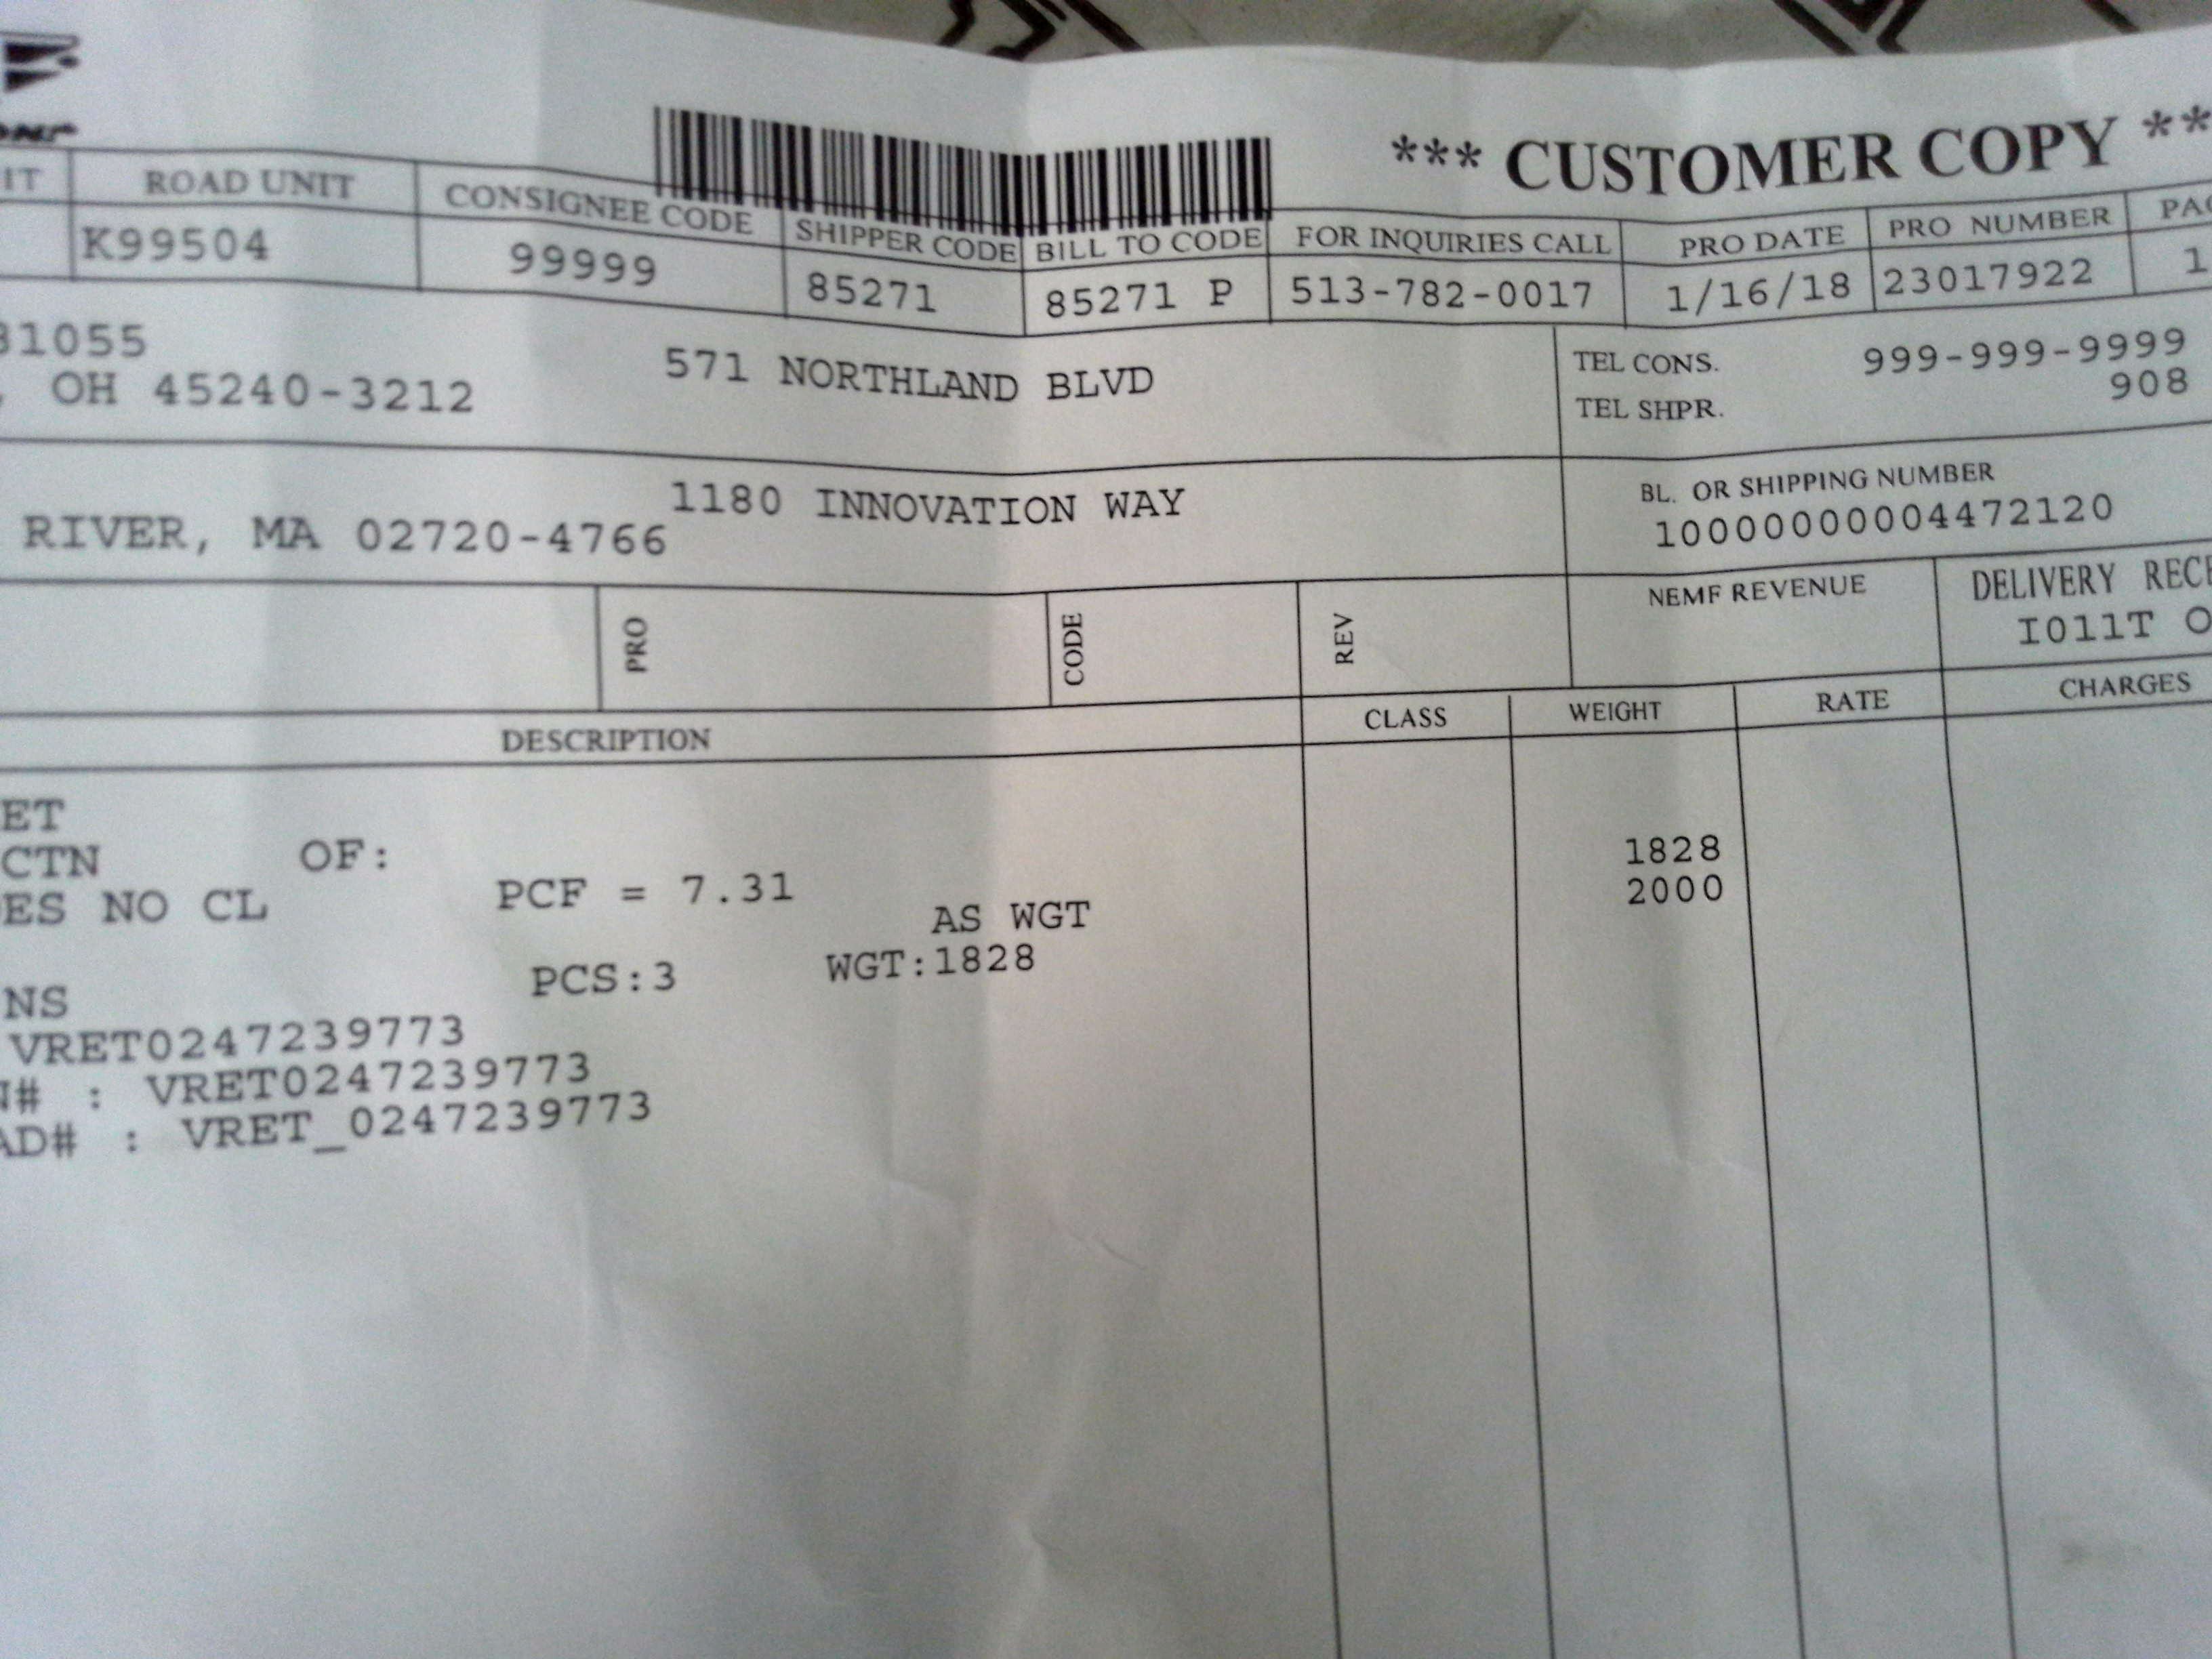 *** CUSTOMER COPY **
ROAD UNIT CONSIGNEE CODE SHIPPER CODE BILL TO CODE FOR INQUIRIES CALL PRO DATE PRO NUMBER
K99504 99999 85271 85271 P 513-782-0017 1/16/18 23017922 1
31055 571 NORTHLAND BLVD TEL CONS. 999-999-9999
OH 45240-3212 TEL SHPR. 908
1180 INNOVATION WAY BL. OR SHIPPING NUMBER
RIVER, MA 02720-4766 10000000004472120
PRO CODE REV NEMF REVENUE DELIVERY RECE
I011T O
DESCRIPTION CLASS WEIGHT RATE CHARGES
ET
CTN OF: 1828
ES NO CL PCF = 7.31 2000
AS WGT
NS PCS:3 WGT:1828
VRET0247239773
# : VRET0247239773
AD# : VRET_0247239773